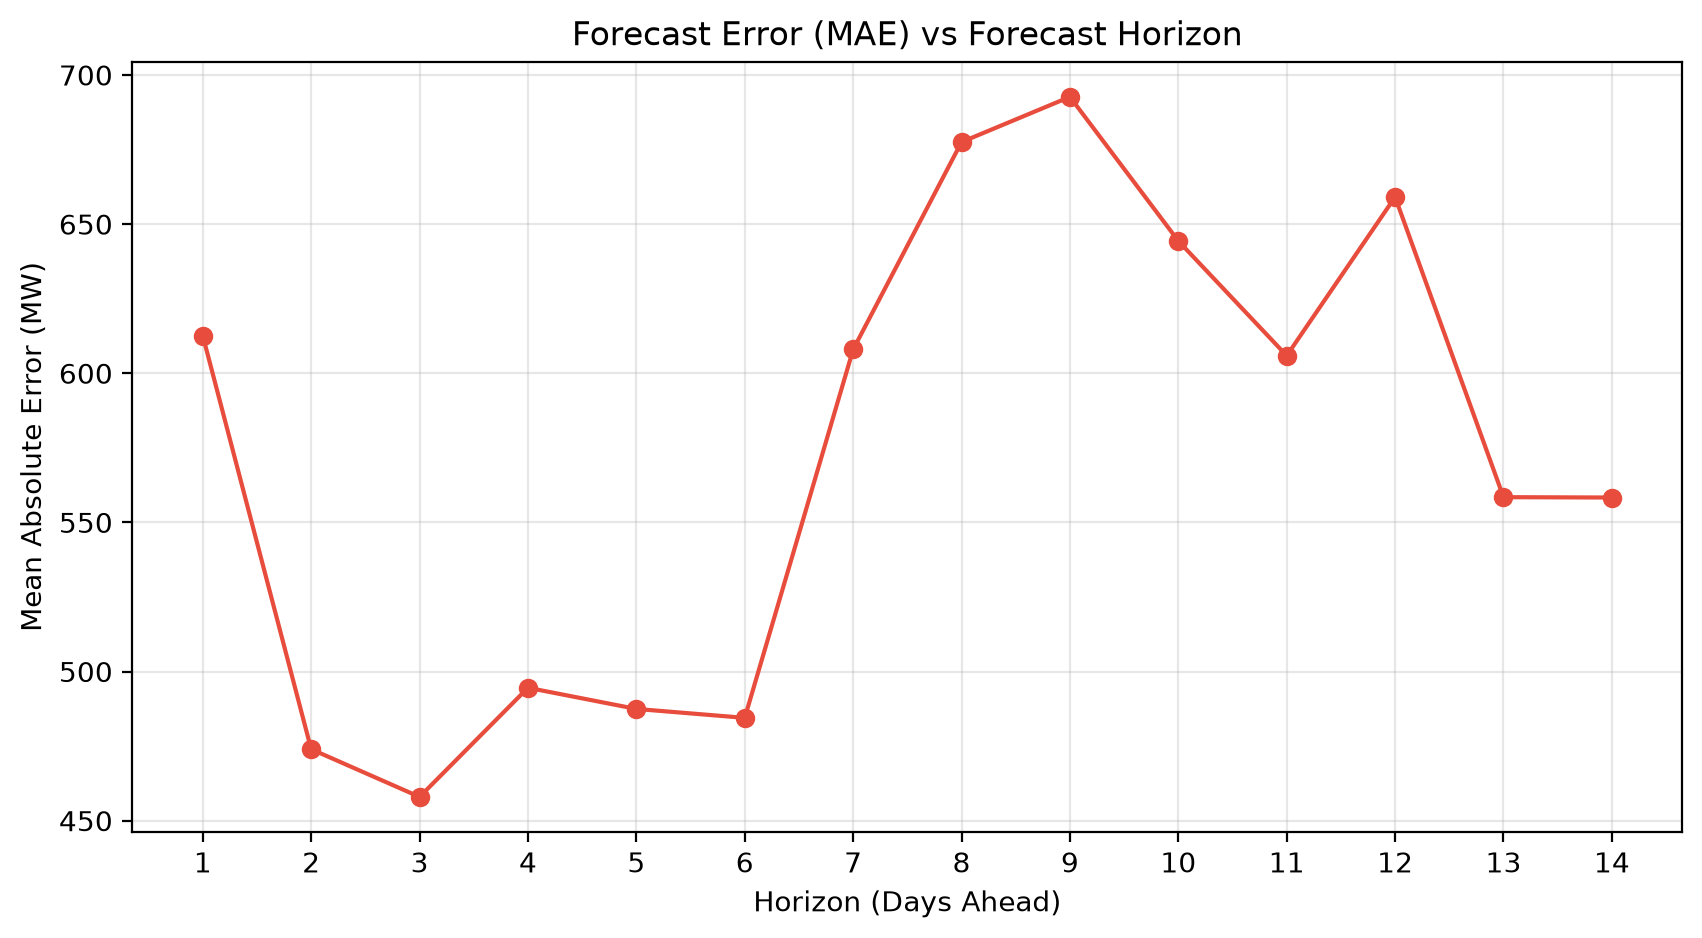 Forecast Error (MAE) vs Forecast Horizon
Mean Absolute Error (MW)
700
650
600
550
500
450
1 2 3 4 5 6 7 8 9 10 11 12 13 14
Horizon (Days Ahead)